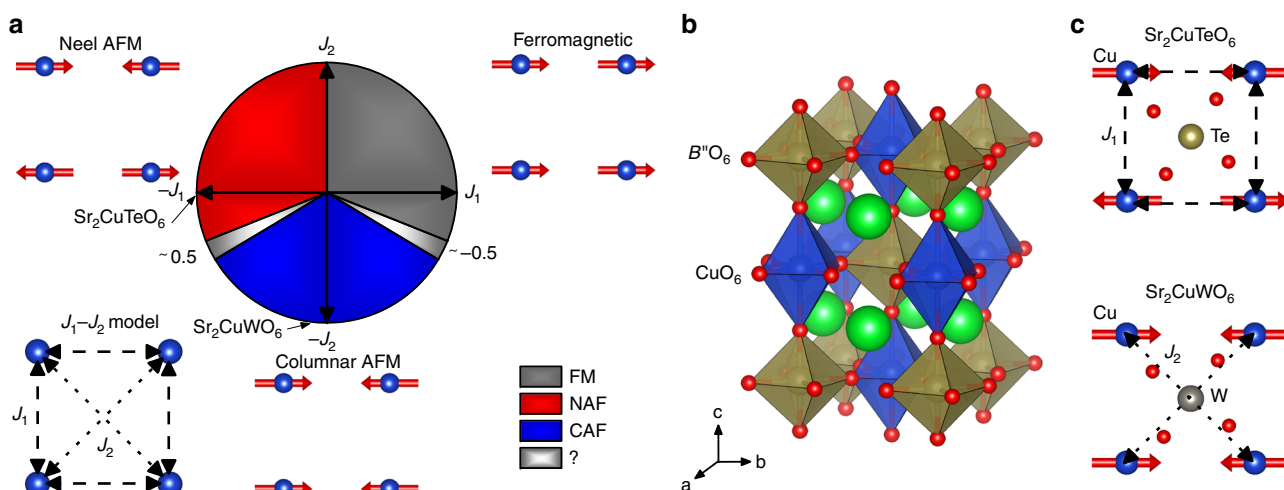 a
Neel AFM
J₂
Ferromagnetic
–J₁
J₁
Sr₂CuTeO₆
~0.5
~–0.5
Sr₂CuWO₆
–J₂
J₁–J₂ model
Columnar AFM
J₁
J₂
FM
NAF
CAF
?
b
B″O₆
CuO₆
c
b
a
c
Sr₂CuTeO₆
Cu
J₁
Te
Sr₂CuWO₆
Cu
J₂
W